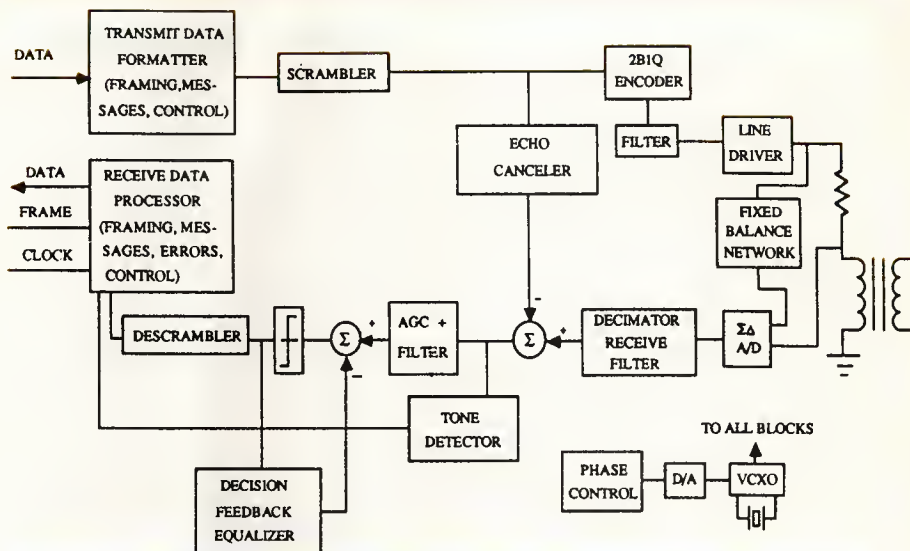 DATA
TRANSMIT DATA
FORMATTER
(FRAMING,MES-
SAGES, CONTROL)
SCRAMBLER
2B1Q
ENCODER
FILTER
LINE
DRIVER
ECHO
CANCELER
DATA
FRAME
CLOCK
RECEIVE DATA
PROCESSOR
(FRAMING, MES-
SAGES, ERRORS,
CONTROL)
FIXED
BALANCE
NETWORK
DESCRAMBLER
Σ
+
−
AGC +
FILTER
Σ
+
-
DECIMATOR
RECEIVE
FILTER
ΣΔ
A/D
TONE
DETECTOR
DECISION
FEEDBACK
EQUALIZER
TO ALL BLOCKS
PHASE
CONTROL
D/A
VCXO